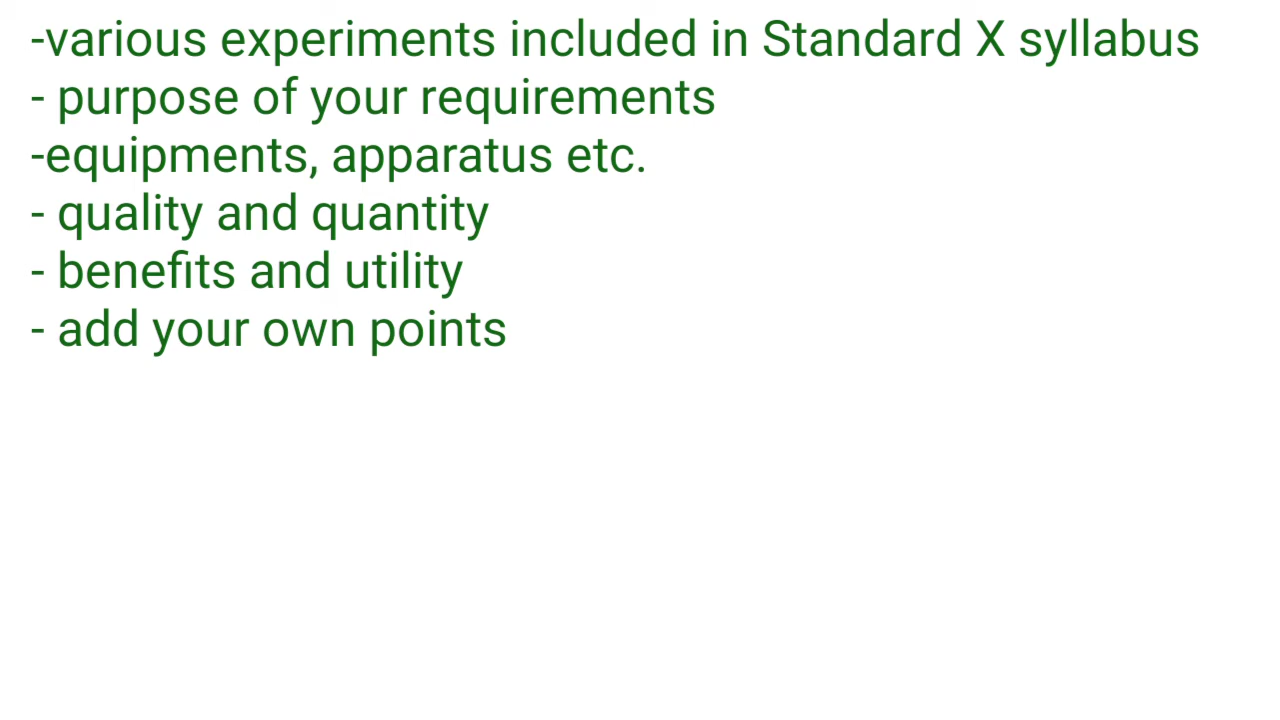 -various experiments included in Standard X syllabus
- purpose of your requirements
-equipments, apparatus etc.
- quality and quantity
- benefits and utility
- add your own points